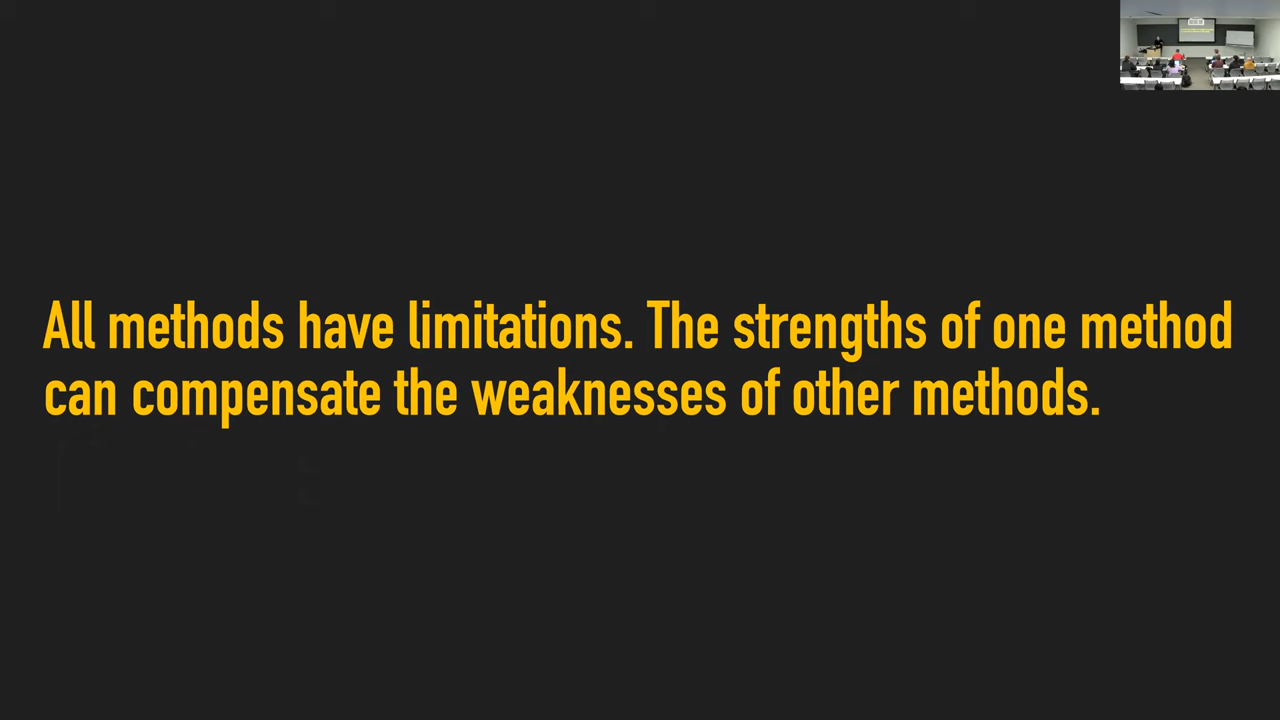 All methods have limitations. The strengths of one method
can compensate the weaknesses of other methods.